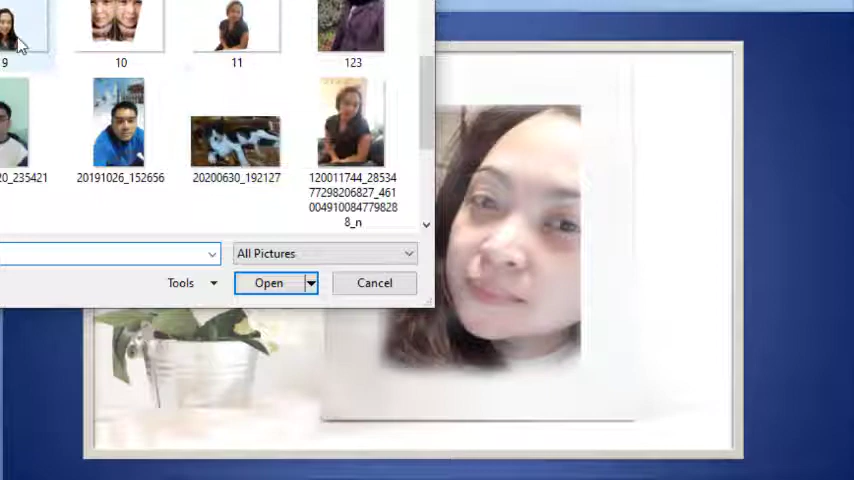 9
10
11
123
20_235421
20191026_152656
20200630_192127
120011744_28534
77298206827_461
004910084779828
8_n
All Pictures
Tools
Open
Cancel